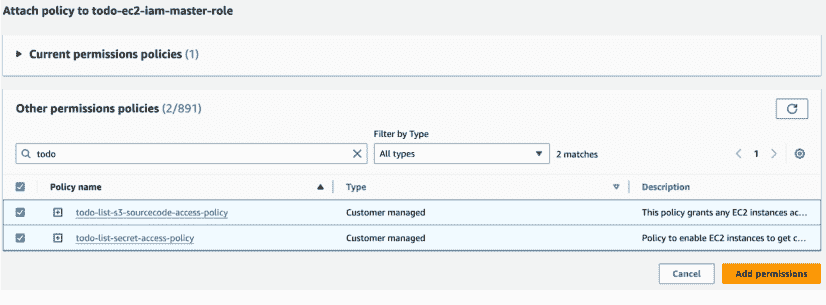 Attach policy to todo-ec2-iam-master-role
Current permissions policies (1)
Other permissions policies (2/891)
Filter by Type
todo
All types
2 matches
1
Policy name
Type
Description
todo-list-s3-sourcecode-access-policy
Customer managed
This policy grants any EC2 instances ac...
todo-list-secret-access-policy
Customer managed
Policy to enable EC2 instances to get c...
Cancel
Add permissions